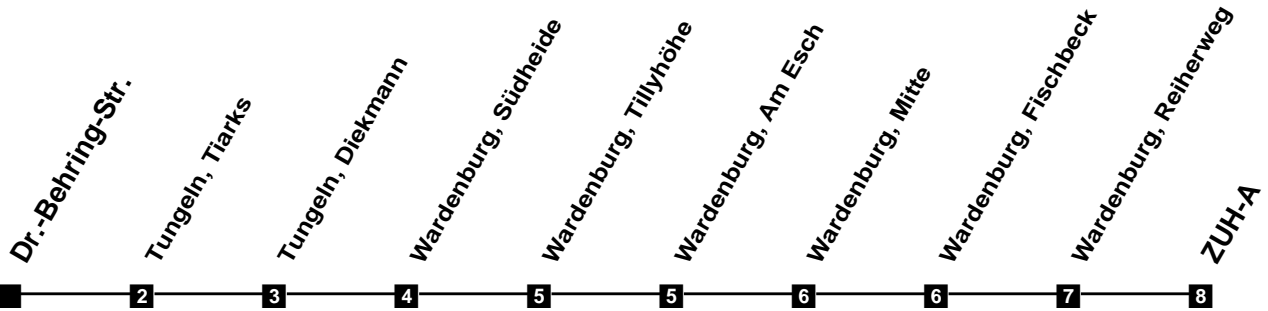 Dr.-Behring-Str.
Tungeln, Tiarks
Tungeln, Diekmann
Wardenburg, Südheide
Wardenburg, Tillyhöhe
Wardenburg, Am Esch
Wardenburg, Mitte
Wardenburg, Fischbeck
Wardenburg, Reiherweg
ZUH-A
2 3 4 5 5 6 6 7 8